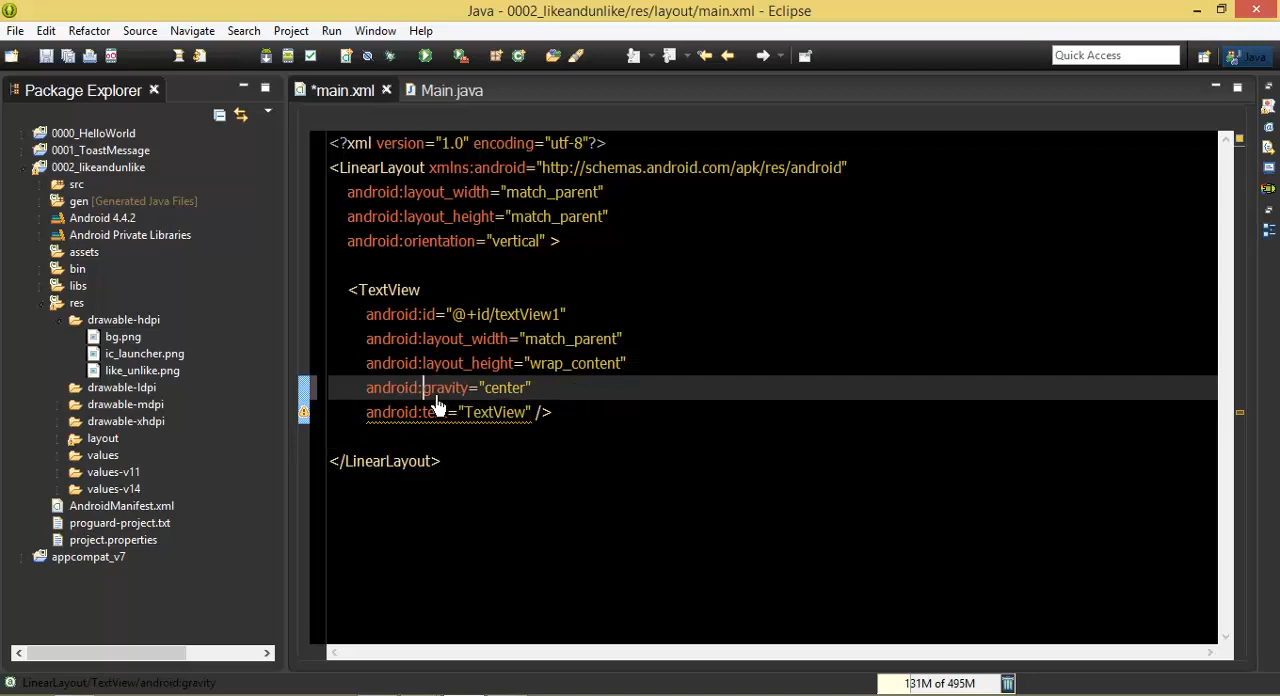 Java - 0002_likeandunlike/res/layout/main.xml - Eclipse
File Edit Refactor Source Navigate Search Project Run Window Help
Quick Access
Java
Package Explorer
*main.xml
Main.java
0000_HelloWorld
0001_ToastMessage
0002_likeandunlike
src
gen [Generated Java Files]
Android 4.4.2
Android Private Libraries
assets
bin
libs
res
drawable-hdpi
bg.png
ic_launcher.png
like_unlike.png
drawable-ldpi
drawable-mdpi
drawable-xhdpi
layout
values
values-v11
values-v14
AndroidManifest.xml
proguard-project.txt
project.properties
appcompat_v7
<?xml version="1.0" encoding="utf-8"?>
<LinearLayout xmlns:android="http://schemas.android.com/apk/res/android"
android:layout_width="match_parent"
android:layout_height="match_parent"
android:orientation="vertical" >
<TextView
android:id="@+id/textView1"
android:layout_width="match_parent"
android:layout_height="wrap_content"
android:gravity="center"
="TextView" />
</LinearLayout>
LinearLayout/TextView/android:gravity
131M of 495M